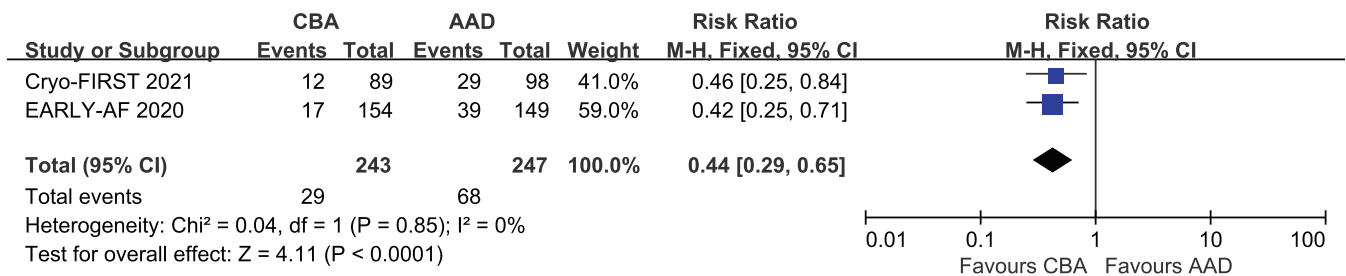 CBA AAD Risk Ratio Risk Ratio
Study or Subgroup Events Total Events Total Weight M-H, Fixed, 95% CI M-H, Fixed, 95% CI
Cryo-FIRST 2021 12 89 29 98 41.0% 0.46 [0.25, 0.84]
EARLY-AF 2020 17 154 39 149 59.0% 0.42 [0.25, 0.71]
Total (95% CI) 243 247 100.0% 0.44 [0.29, 0.65]
Total events 29 68
Heterogeneity: Chi² = 0.04, df = 1 (P = 0.85); I² = 0%
Test for overall effect: Z = 4.11 (P < 0.0001)
0.01 0.1 1 10 100
Favours CBA Favours AAD